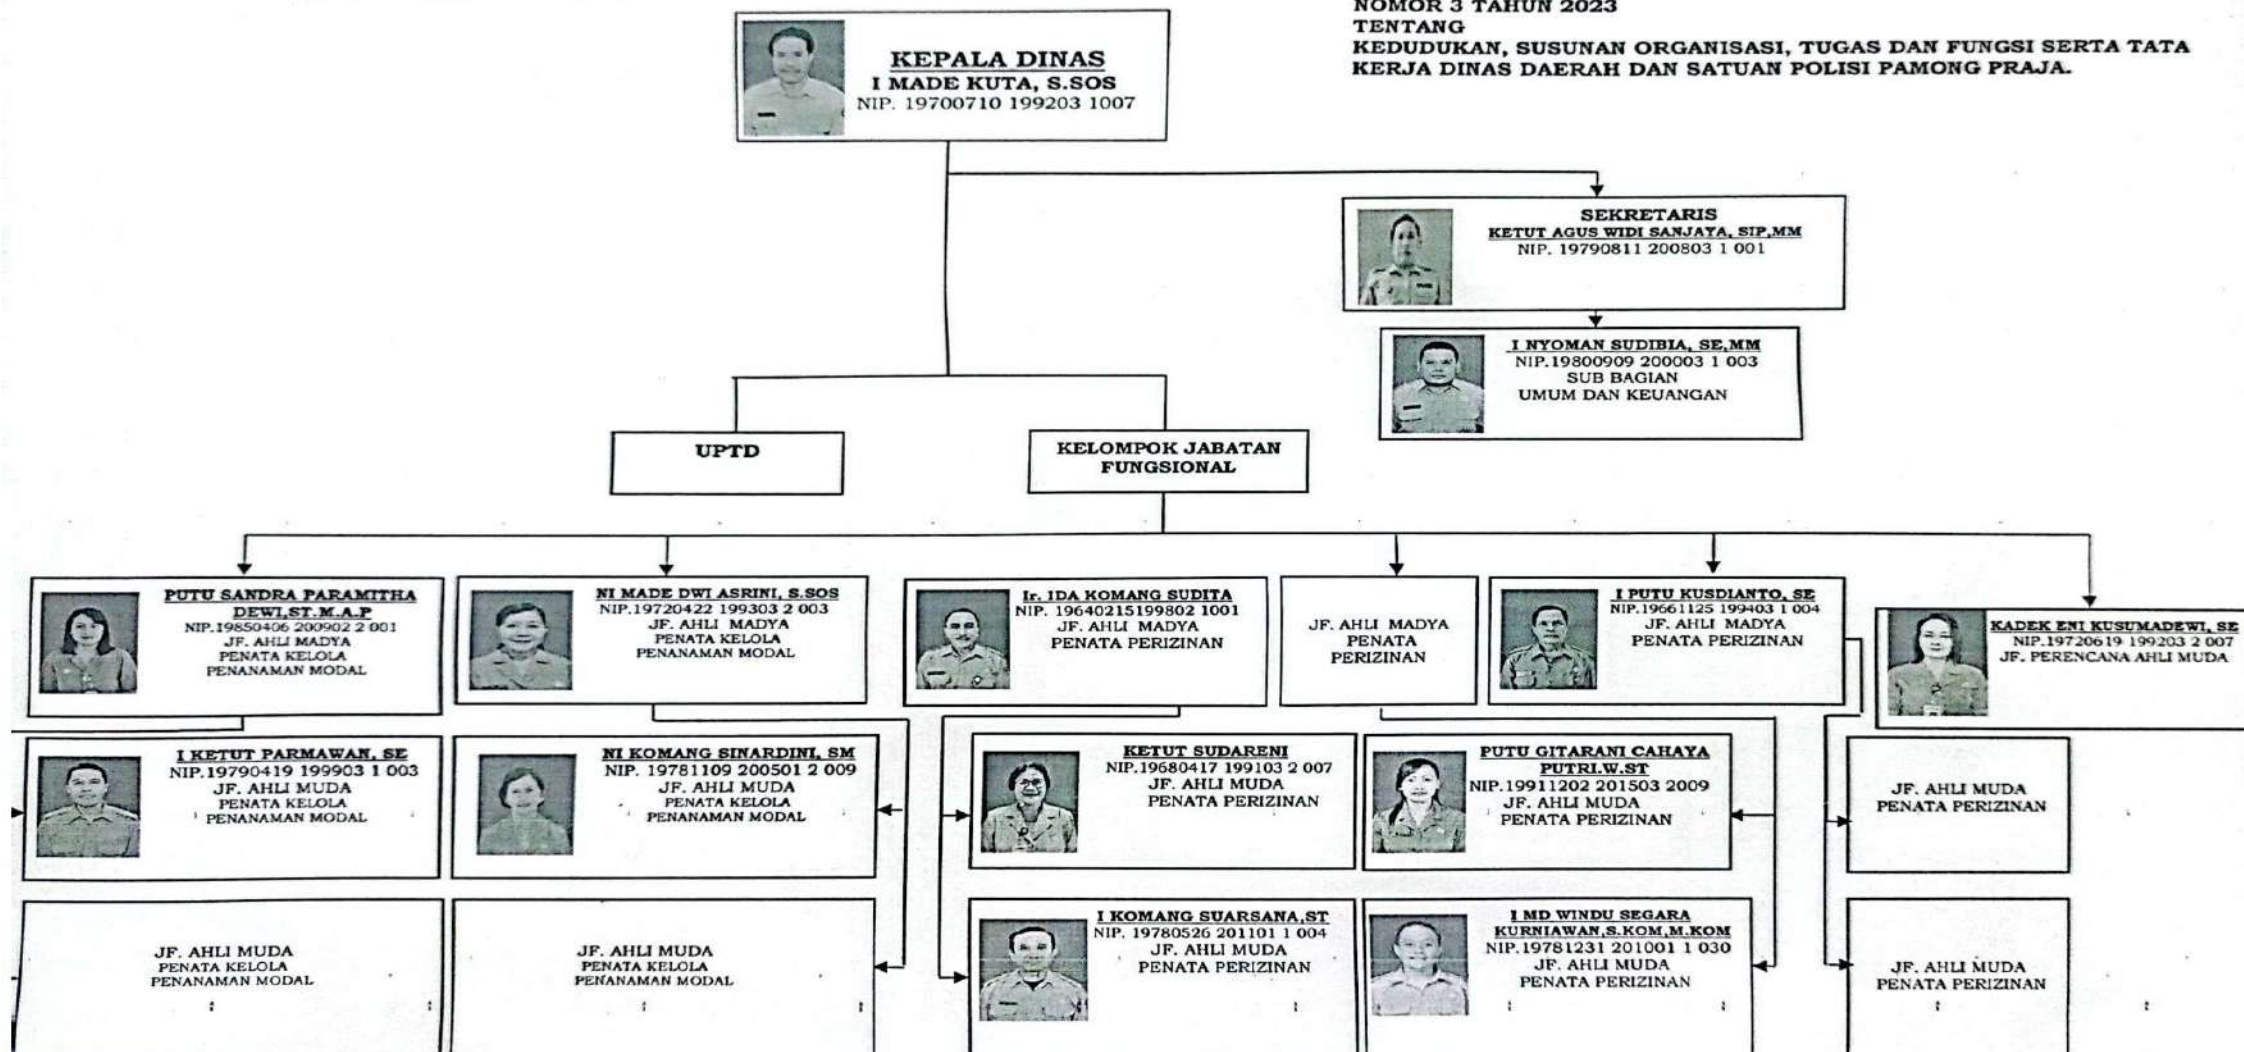 NOMOR 3 TAHUN 2023
TENTANG
KEDUDUKAN, SUSUNAN ORGANISASI, TUGAS DAN FUNGSI SERTA TATA
KERJA DINAS DAERAH DAN SATUAN POLISI PAMONG PRAJA.
KEPALA DINAS
I MADE KUTA, S.SOS
NIP. 19700710 199203 1007
SEKRETARIS
KETUT AGUS WIDI SANJAYA, SIP,MM
NIP. 19790811 200803 1 001
I NYOMAN SUDIBIA, SE,MM
NIP.19800909 200003 1 003
SUB BAGIAN
UMUM DAN KEUANGAN
UPTD
KELOMPOK JABATAN
FUNGSIONAL
PUTU SANDRA PARAMITHA
DEWI,ST.M.A.P
NIP.19850406 200902 2 001
JF. AHLI MADYA
PENATA KELOLA
PENANAMAN MODAL
NI MADE DWI ASRINI, S.SOS
NIP.19720422 199303 2 003
JF. AHLI MADYA
PENATA KELOLA
PENANAMAN MODAL
Ir. IDA KOMANG SUDITA
NIP. 19640215199802 1001
JF. AHLI MADYA
PENATA PERIZINAN
JF. AHLI MADYA
PENATA
PERIZINAN
I PUTU KUSDIANTO, SE
NIP.19661125 199403 1 004
JF. AHLI MADYA
PENATA PERIZINAN
KADEK ENI KUSUMADEWI, SE
NIP.19720619 199203 2 007
JF. PERENCANA AHLI MUDA
I KETUT PARMAWAN, SE
NIP.19790419 199903 1 003
JF. AHLI MUDA
PENATA KELOLA
PENANAMAN MODAL
NI KOMANG SINARDINI, SM
NIP. 19781109 200501 2 009
JF. AHLI MUDA
PENATA KELOLA
PENANAMAN MODAL
KETUT SUDARENI
NIP.19680417 199103 2 007
JF. AHLI MUDA
PENATA PERIZINAN
PUTU GITARANI CAHAYA
PUTRI.W.ST
NIP.19911202 201503 2009
JF. AHLI MUDA
PENATA PERIZINAN
JF. AHLI MUDA
PENATA PERIZINAN
JF. AHLI MUDA
PENATA KELOLA
PENANAMAN MODAL
JF. AHLI MUDA
PENATA KELOLA
PENANAMAN MODAL
I KOMANG SUARSANA,ST
NIP. 19780526 201101 1 004
JF. AHLI MUDA
PENATA PERIZINAN
I MD WINDU SEGARA
KURNIAWAN,S.KOM,M.KOM
NIP.19781231 201001 1 030
JF. AHLI MUDA
PENATA PERIZINAN
JF. AHLI MUDA
PENATA PERIZINAN